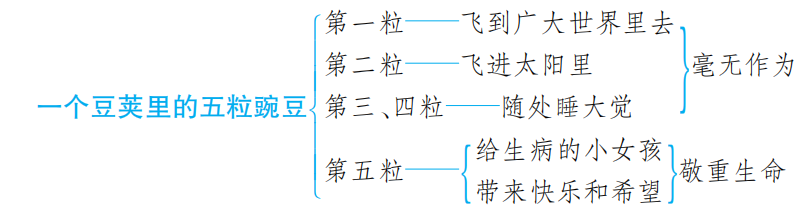 一个豆荚里的五粒豌豆
第一粒——飞到广大世界里去
第二粒——飞进太阳里
第三、四粒——随处睡大觉
毫无作为
第五粒——给生病的小女孩
带来快乐和希望
敬重生命